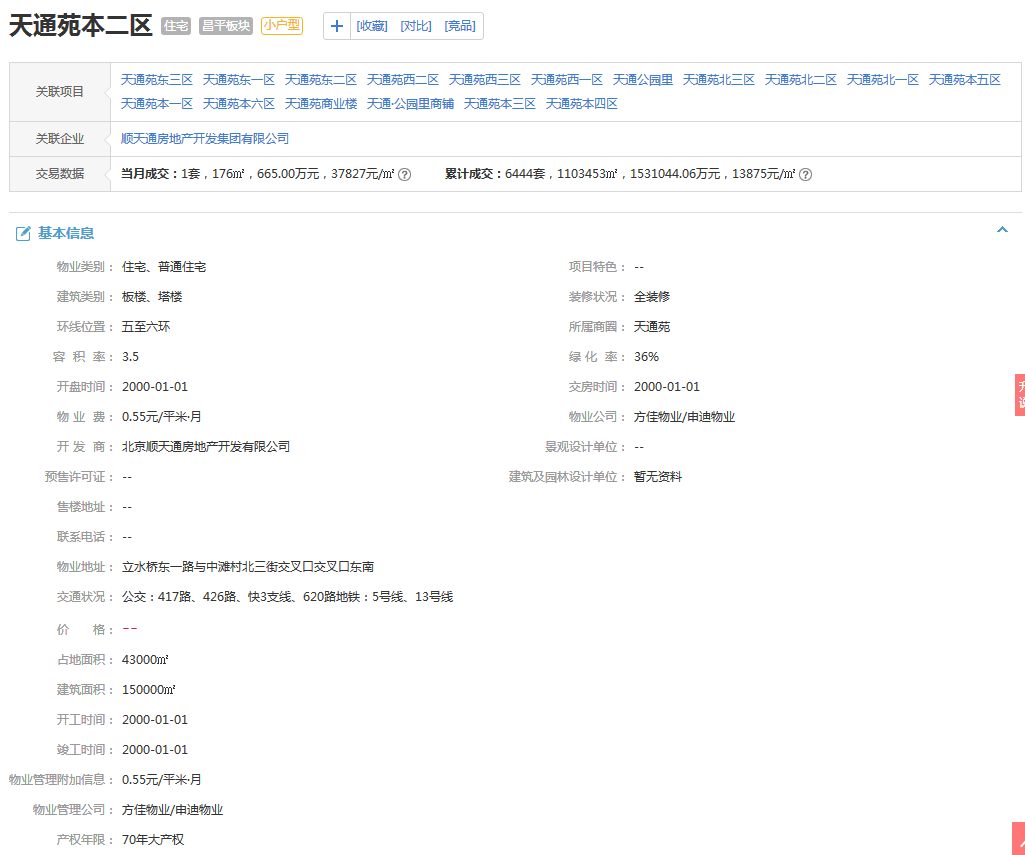 天通苑本二区 住宅 昌平板块 小户型 + [收藏] [对比] [竞品]
关联项目 天通苑东三区 天通苑东一区 天通苑东二区 天通苑西二区 天通苑西三区 天通苑西一区 天通公园里 天通苑北三区 天通苑北二区 天通苑北一区 天通苑本五区
天通苑本一区 天通苑本六区 天通苑商业楼 天通·公园里商铺 天通苑本三区 天通苑本四区
关联企业 顺天通房地产开发集团有限公司
交易数据 当月成交：1套，176㎡，665.00万元，37827元/㎡ ? 累计成交：6444套，1103453㎡，1531044.06万元，13875元/㎡ ?
基本信息
物业类别： 住宅、普通住宅 项目特色： --
建筑类别： 板楼、塔楼 装修状况： 全装修
环线位置： 五至六环 所属商圈： 天通苑
容 积 率： 3.5 绿 化 率： 36%
开盘时间： 2000-01-01 交房时间： 2000-01-01
物 业 费： 0.55元/平米·月 物业公司： 方佳物业/申迪物业
开 发 商： 北京顺天通房地产开发有限公司 景观设计单位： --
预售许可证： -- 建筑及园林设计单位： 暂无资料
售楼地址： --
联系电话： --
物业地址： 立水桥东一路与中滩村北三街交叉口交叉口东南
交通状况： 公交：417路、426路、快3支线、620路地铁：5号线、13号线
价 格： --
占地面积： 43000㎡
建筑面积： 150000㎡
开工时间： 2000-01-01
竣工时间： 2000-01-01
物业管理附加信息： 0.55元/平米·月
物业管理公司： 方佳物业/申迪物业
产权年限： 70年大产权